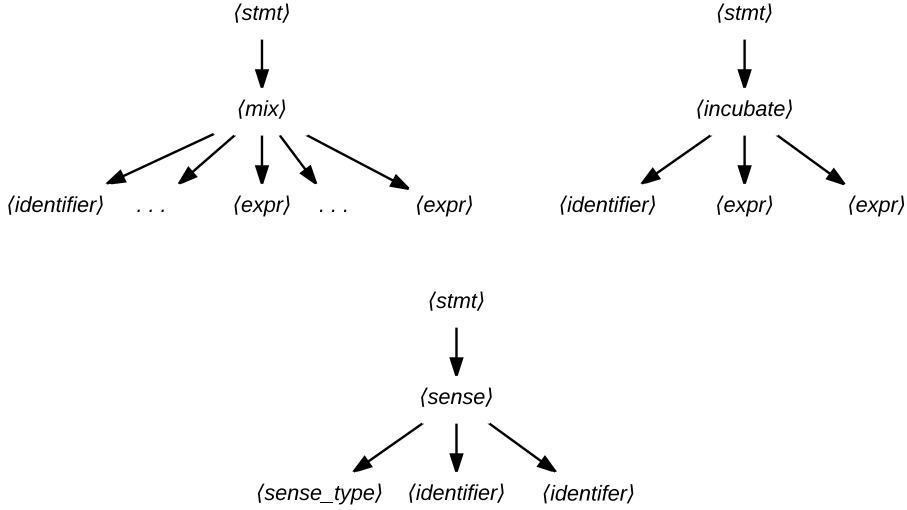 ⟨stmt⟩ ⟨stmt⟩
⟨mix⟩ ⟨incubate⟩
⟨identifier⟩ . . . ⟨expr⟩ . . . ⟨expr⟩ ⟨identifier⟩ ⟨expr⟩ ⟨expr⟩
⟨stmt⟩
⟨sense⟩
⟨sense_type⟩ ⟨identifier⟩ ⟨identifer⟩